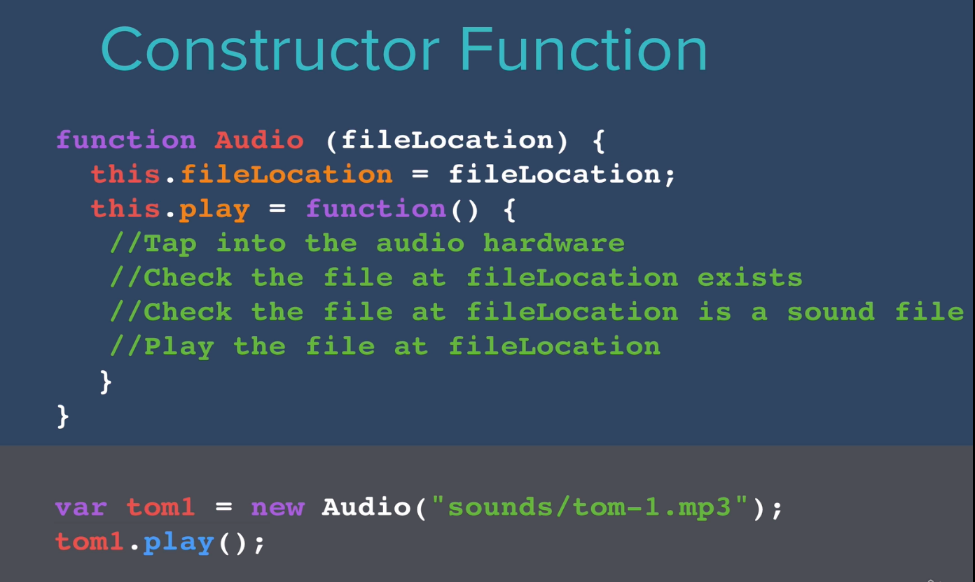 Constructor Function
function Audio (fileLocation) {
this.fileLocation = fileLocation;
this.play = function() {
//Tap into the audio hardware
//Check the file at fileLocation exists
//Check the file at fileLocation is a sound file
//Play the file at fileLocation
}
}
var tom1 = new Audio("sounds/tom-1.mp3");
tom1.play();